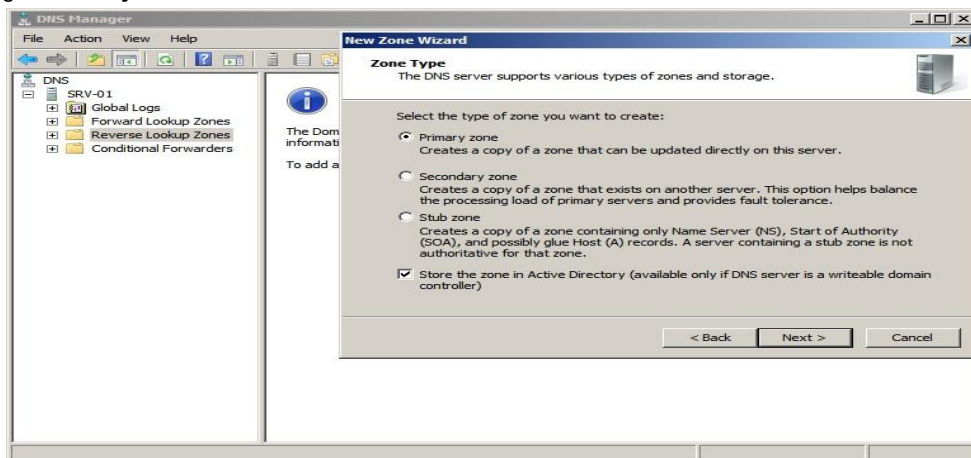 DNS Manager
File Action View Help
DNS
SRV-01
Global Logs
Forward Lookup Zones
Reverse Lookup Zones
Conditional Forwarders
The Dom
informati
To add a
New Zone Wizard
Zone Type
The DNS server supports various types of zones and storage.
Select the type of zone you want to create:
Primary zone
Creates a copy of a zone that can be updated directly on this server.
Secondary zone
Creates a copy of a zone that exists on another server. This option helps balance
the processing load of primary servers and provides fault tolerance.
Stub zone
Creates a copy of a zone containing only Name Server (NS), Start of Authority
(SOA), and possibly glue Host (A) records. A server containing a stub zone is not
authoritative for that zone.
Store the zone in Active Directory (available only if DNS server is a writeable domain
controller)
< Back Next > Cancel